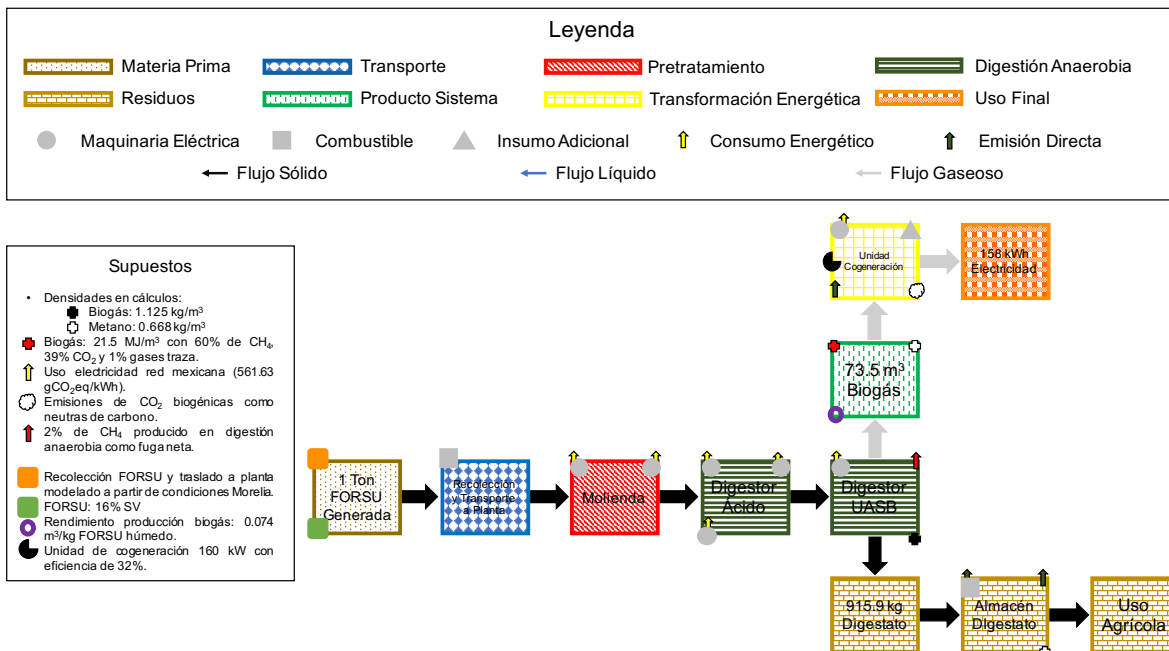 Leyenda
Materia Prima
Transporte
Pretratamiento
Digestión Anaerobia
Residuos
Producto Sistema
Transformación Energética
Uso Final
Maquinaria Eléctrica
Combustible
Insumo Adicional
Consumo Energético
Emisión Directa
Flujo Sólido
Flujo Líquido
Flujo Gaseoso
Supuestos
• Densidades en cálculos:
Biogás: 1.125 kg/m³
Metano: 0.668 kg/m³
Biogás: 21.5 MJ/m³ con 60% de CH₄,
39% CO₂ y 1% gases traza.
Uso electricidad red mexicana (561.63
gCO₂eq/kWh).
Emisiones de CO₂ biogénicas como
neutras de carbono.
2% de CH₄ producido en digestión
anaerobia como fuga neta.
Recolección FORSU y traslado a planta
modelado a partir de condiciones Morelia.
FORSU: 16% SV
Rendimiento producción biogás: 0.074
m³/kg FORSU húmedo.
Unidad de cogeneración 160 kW con
eficiencia de 32%.
Unidad
Cogeneración
158 kWh
Electricidad
73.5 m³
Biogás
1 Ton
FORSU
Generada
Recolección
y Transporte
a Planta
Molienda
Digestor
Ácido
Digestor
UASB
915.9 kg
Digestato
Almacén
Digestato
Uso
Agrícola